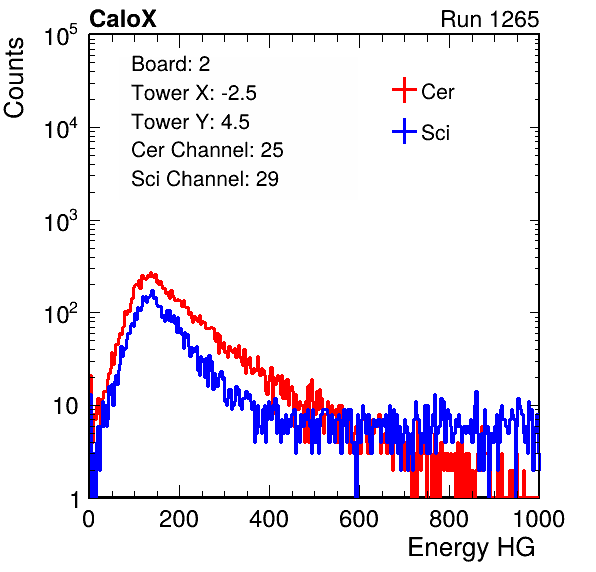 CaloX Run 1265
Counts
Board: 2
Tower X: -2.5
Tower Y: 4.5
Cer Channel: 25
Sci Channel: 29
Cer
Sci
10^5
10^4
10^3
10^2
10
1
0 200 400 600 800 1000
Energy HG